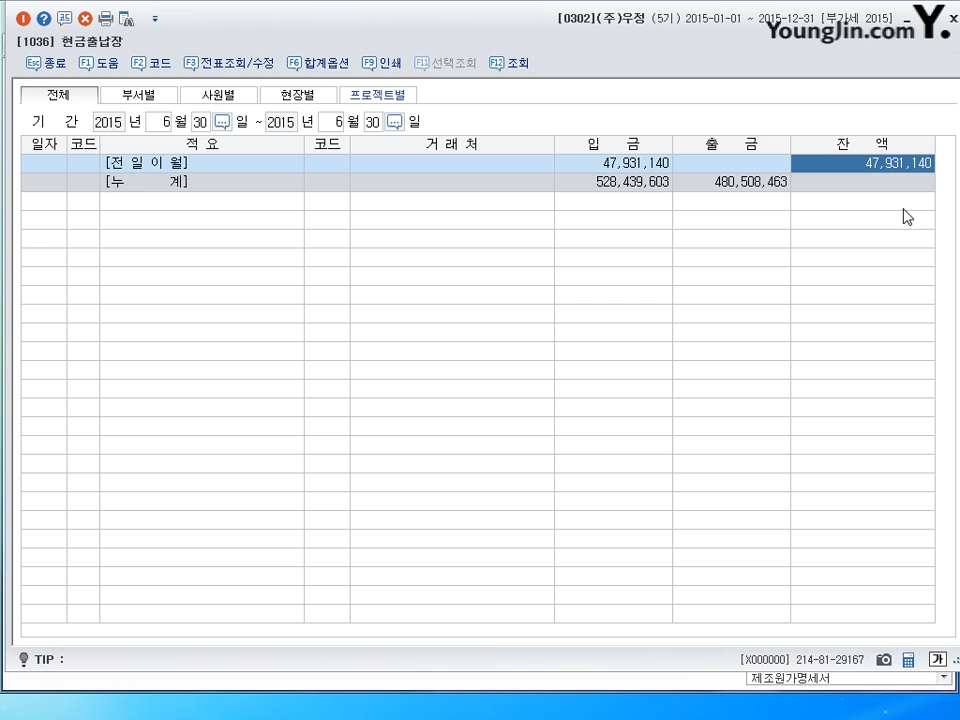 [0302](주)우정 (5기) 2015-01-01 ~ 2015-12-31 [부가세 2015]
YoungJin.com Y.
[1036] 현금출납장
Esc 종료 F1 도움 F2 코드 F3 전표조회/수정 F6 합계옵션 F9 인쇄 F11 선택조회 F12 조회
전체 부서별 사원별 현장별 프로젝트별
기 간 2015 년 6 월 30 일 ~ 2015 년 6 월 30 일
일자 코드 적 요 코드 거 래 처 입 금 출 금 잔 액
[전 일 이 월] 47,931,140 47,931,140
[누 계] 528,439,603 480,508,463
TIP :
[X000000] 214-81-29167 가
제조원가명세서